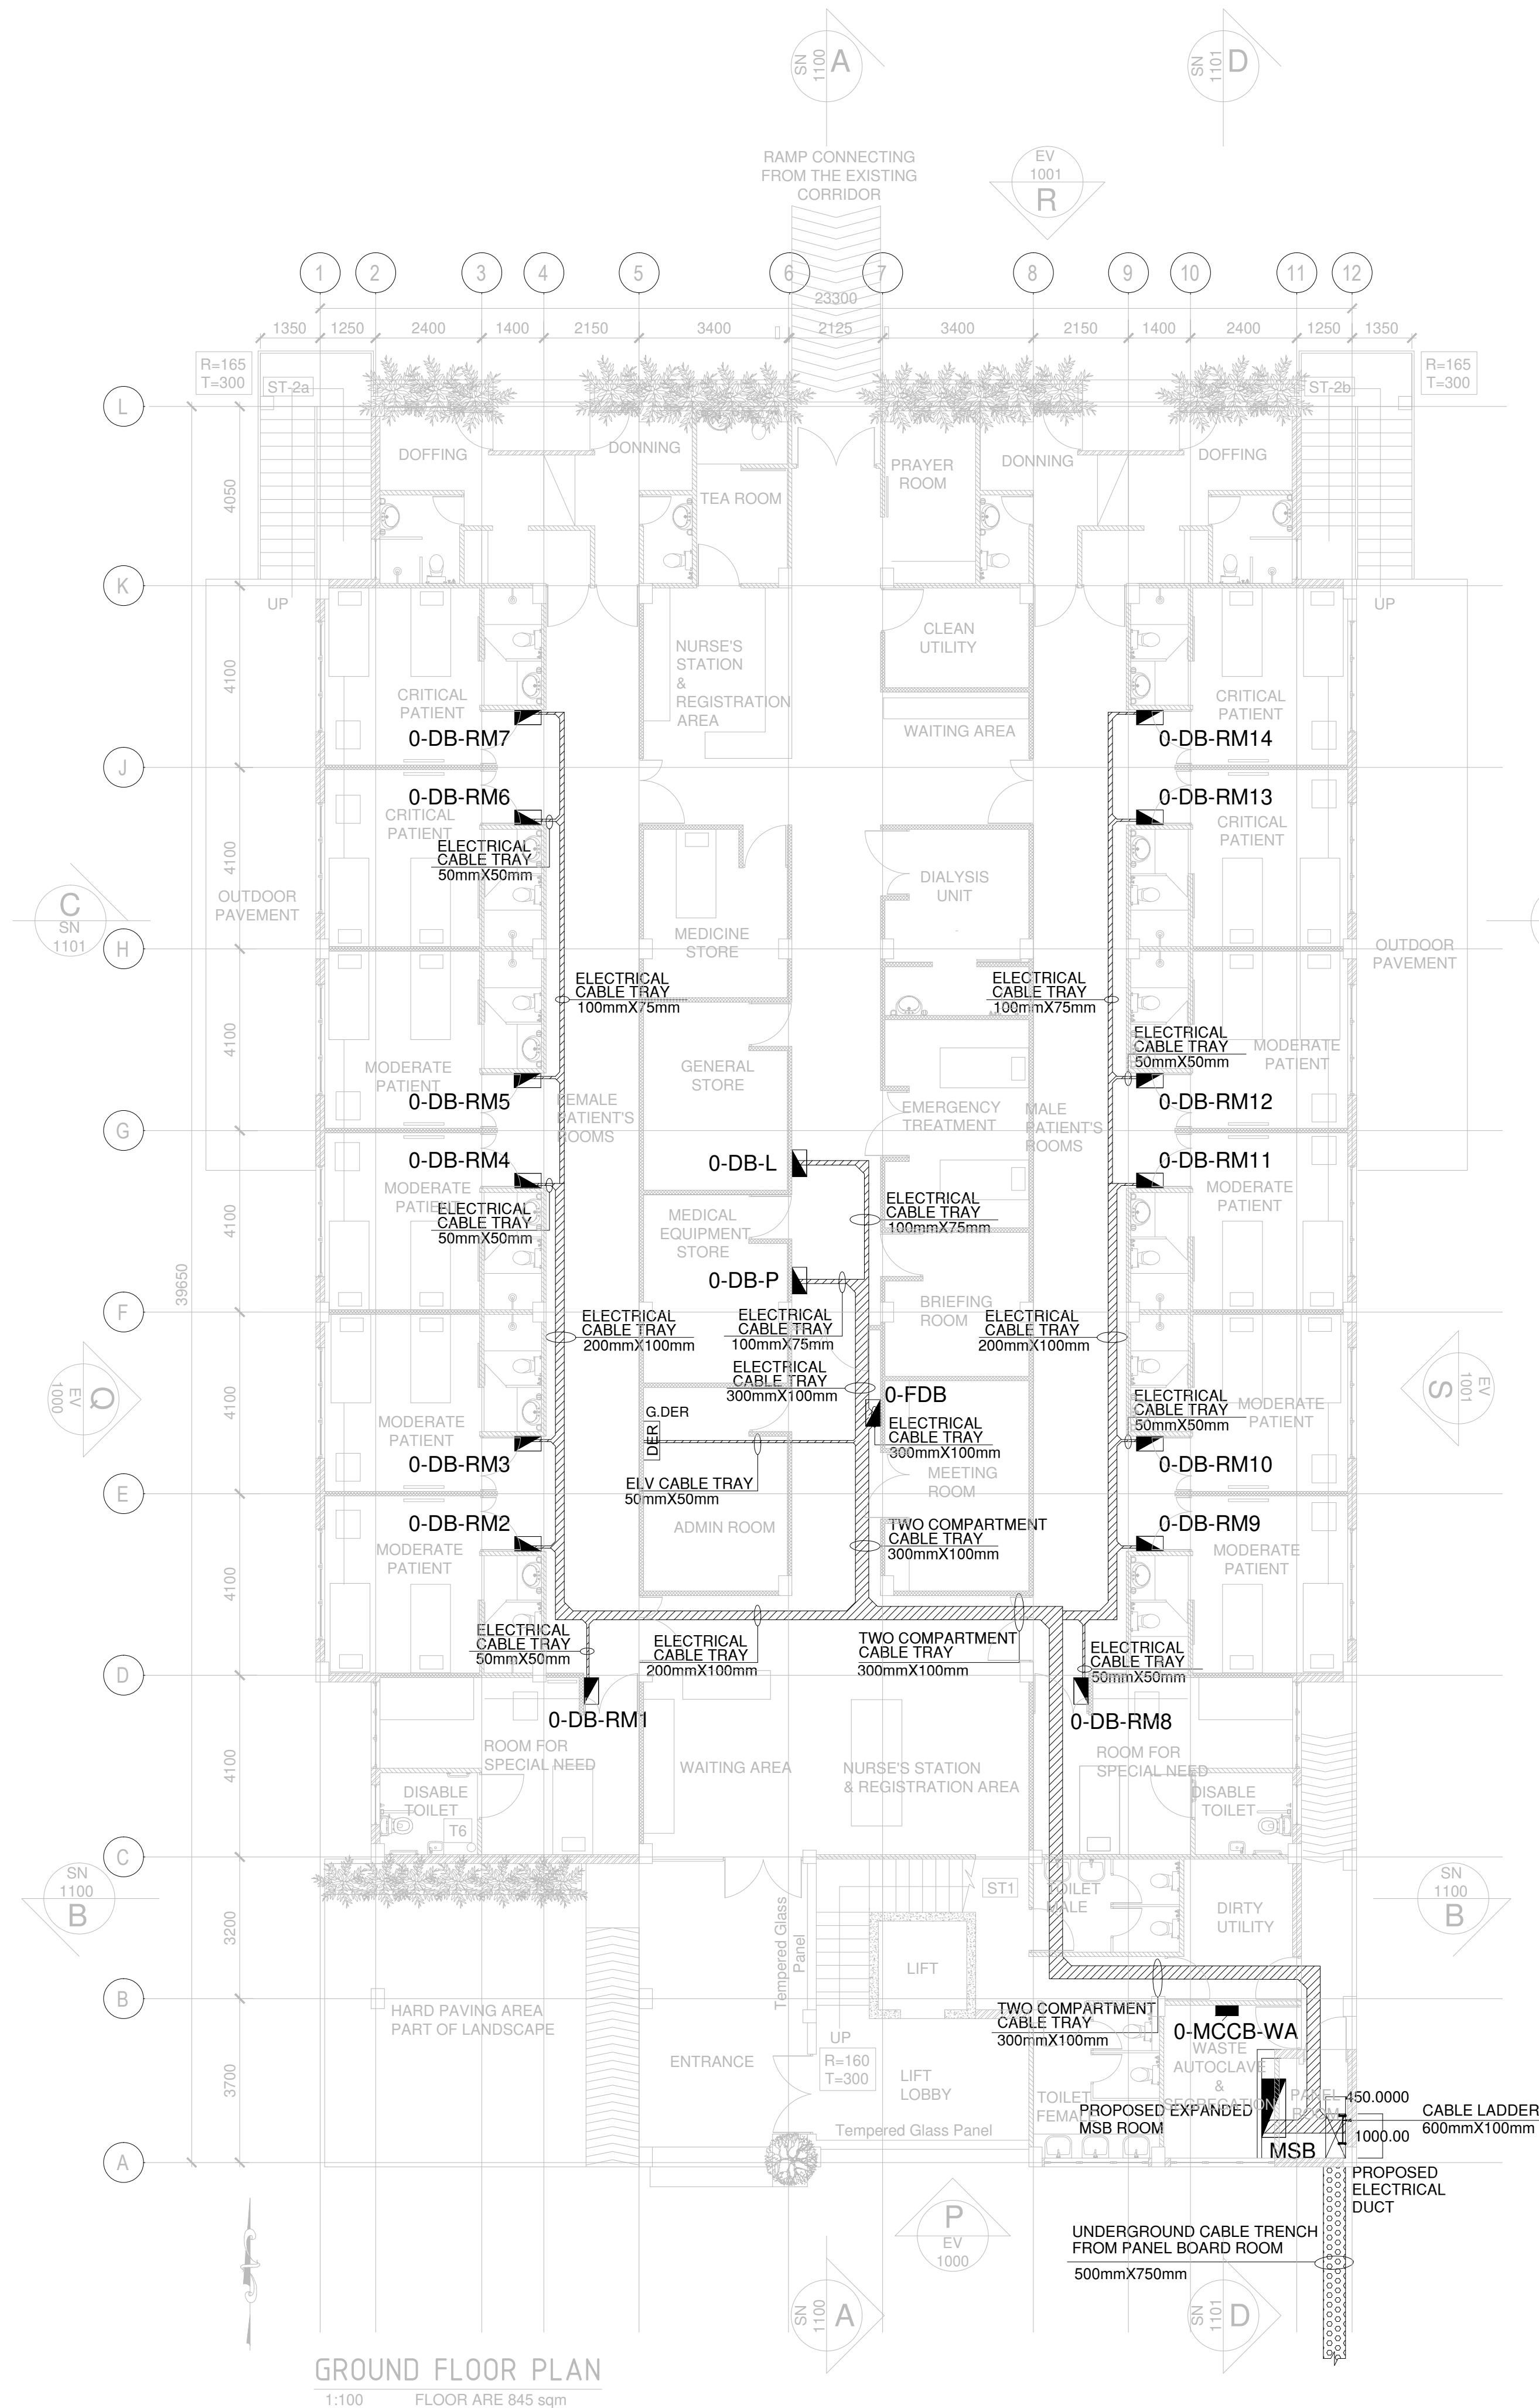 SN
1100
A
SN
1101
D
RAMP CONNECTING
FROM THE EXISTING
CORRIDOR
EV
1001
R
1
2
3
4
5
6
7
8
9
10
11
12
23300
1350
1250
2400
1400
2150
3400
2125
3400
2150
1400
2400
1250
1350
R=165
T=300
ST-2a
ST-2b
R=165
T=300
L
DOFFING
DONNING
TEA ROOM
PRAYER
ROOM
DONNING
DOFFING
4050
K
UP
UP
NURSE'S
STATION
&
REGISTRATION
AREA
CLEAN
UTILITY
WAITING AREA
4100
CRITICAL
PATIENT
CRITICAL
PATIENT
0-DB-RM7
0-DB-RM14
J
0-DB-RM6
0-DB-RM13
CRITICAL
PATIENT
CRITICAL
PATIENT
4100
ELECTRICAL
CABLE TRAY
50mmX50mm
OUTDOOR
PAVEMENT
C
SN
1101
DIALYSIS
UNIT
MEDICINE
STORE
H
OUTDOOR
PAVEMENT
ELECTRICAL
CABLE TRAY
100mmX75mm
ELECTRICAL
CABLE TRAY
100mmX75mm
4100
ELECTRICAL
CABLE TRAY
50mmX50mm
MODERATE
PATIENT
GENERAL
STORE
MODERATE
PATIENT
0-DB-RM5
FEMALE
PATIENT'S
ROOMS
EMERGENCY
TREATMENT
MALE
PATIENT'S
ROOMS
0-DB-RM12
G
0-DB-RM4
0-DB-L
0-DB-RM11
MODERATE
PATIENT
MODERATE
PATIENT
ELECTRICAL
CABLE TRAY
50mmX50mm
4100
MEDICAL
EQUIPMENT
STORE
ELECTRICAL
CABLE TRAY
100mmX75mm
39650
0-DB-P
F
BRIEFING
ROOM
ELECTRICAL
CABLE TRAY
200mmX100mm
ELECTRICAL
CABLE TRAY
100mmX75mm
ELECTRICAL
CABLE TRAY
200mmX100mm
ELECTRICAL
CABLE TRAY
300mmX100mm
0-FDB
Q
EV
1000
S
EV
1001
4100
G.DER
DER
ELECTRICAL
CABLE TRAY
300mmX100mm
ELECTRICAL
CABLE TRAY
50mmX50mm
MODERATE
PATIENT
MODERATE
PATIENT
0-DB-RM3
ELV CABLE TRAY
50mmX50mm
MEETING
ROOM
0-DB-RM10
E
0-DB-RM2
ADMIN ROOM
TWO COMPARTMENT
CABLE TRAY
300mmX100mm
0-DB-RM9
MODERATE
PATIENT
MODERATE
PATIENT
4100
ELECTRICAL
CABLE TRAY
50mmX50mm
ELECTRICAL
CABLE TRAY
200mmX100mm
TWO COMPARTMENT
CABLE TRAY
300mmX100mm
ELECTRICAL
CABLE TRAY
50mmX50mm
D
0-DB-RM1
0-DB-RM8
ROOM FOR
SPECIAL NEED
WAITING AREA
NURSE'S STATION
& REGISTRATION AREA
ROOM FOR
SPECIAL NEED
4100
DISABLE
TOILET
T6
DISABLE
TOILET
C
SN
1100
B
SN
1100
B
ST1
TOILET
MALE
DIRTY
UTILITY
3200
Tempered Glass
Panel
LIFT
B
HARD PAVING AREA
PART OF LANDSCAPE
TWO COMPARTMENT
CABLE TRAY
300mmX100mm
0-MCCB-WA
UP
R=160
T=300
ENTRANCE
LIFT
LOBBY
WASTE
AUTOCLAVE
&
SEGREGATION
PANEL
ROOM
3700
TOILET
FEMALE
PROPOSED EXPANDED
MSB ROOM
450.0000
CABLE LADDER
600mmX100mm
1000.00
Tempered Glass Panel
MSB
A
PROPOSED
ELECTRICAL
DUCT
P
EV
1000
UNDERGROUND CABLE TRENCH
FROM PANEL BOARD ROOM
500mmX750mm
SN
1100
A
SN
1101
D
GROUND FLOOR PLAN
1:100 FLOOR ARE 845 sqm